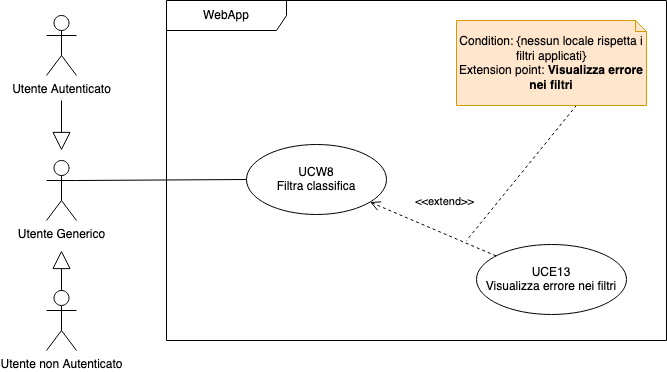 WebApp
Condition: {nessun locale rispetta i
filtri applicati}
Extension point: Visualizza errore
nei filtri
Utente Autenticato
UCW8
Filtra classifica
<<extend>>
Utente Generico
UCE13
Visualizza errore nei filtri
Utente non Autenticato